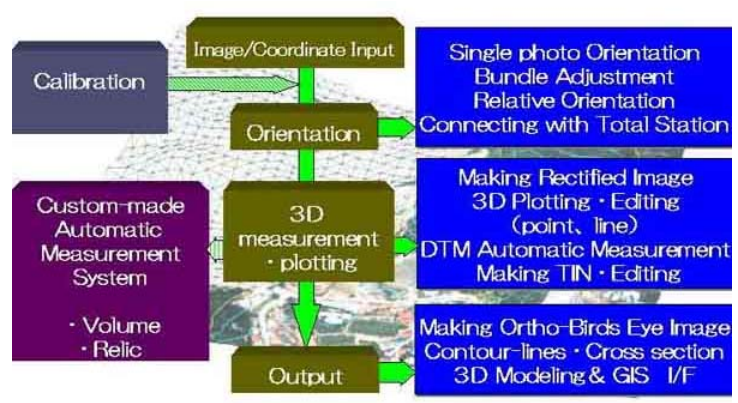 Image/Coordinate Input
Calibration
Orientation
Single photo Orientation
Bundle Adjustment
Relative Orientation
Connecting with Total Station
Custom-made
Automatic
Measurement
System
・Volume
・Relic
3D
measurement
・plotting
Making Rectified Image
3D Plotting・Editing
(point、line)
DTM Automatic Measurement
Making TIN・Editing
Output
Making Ortho-Birds Eye Image
Contour-lines・Cross section
3D Modeling & GIS I/F